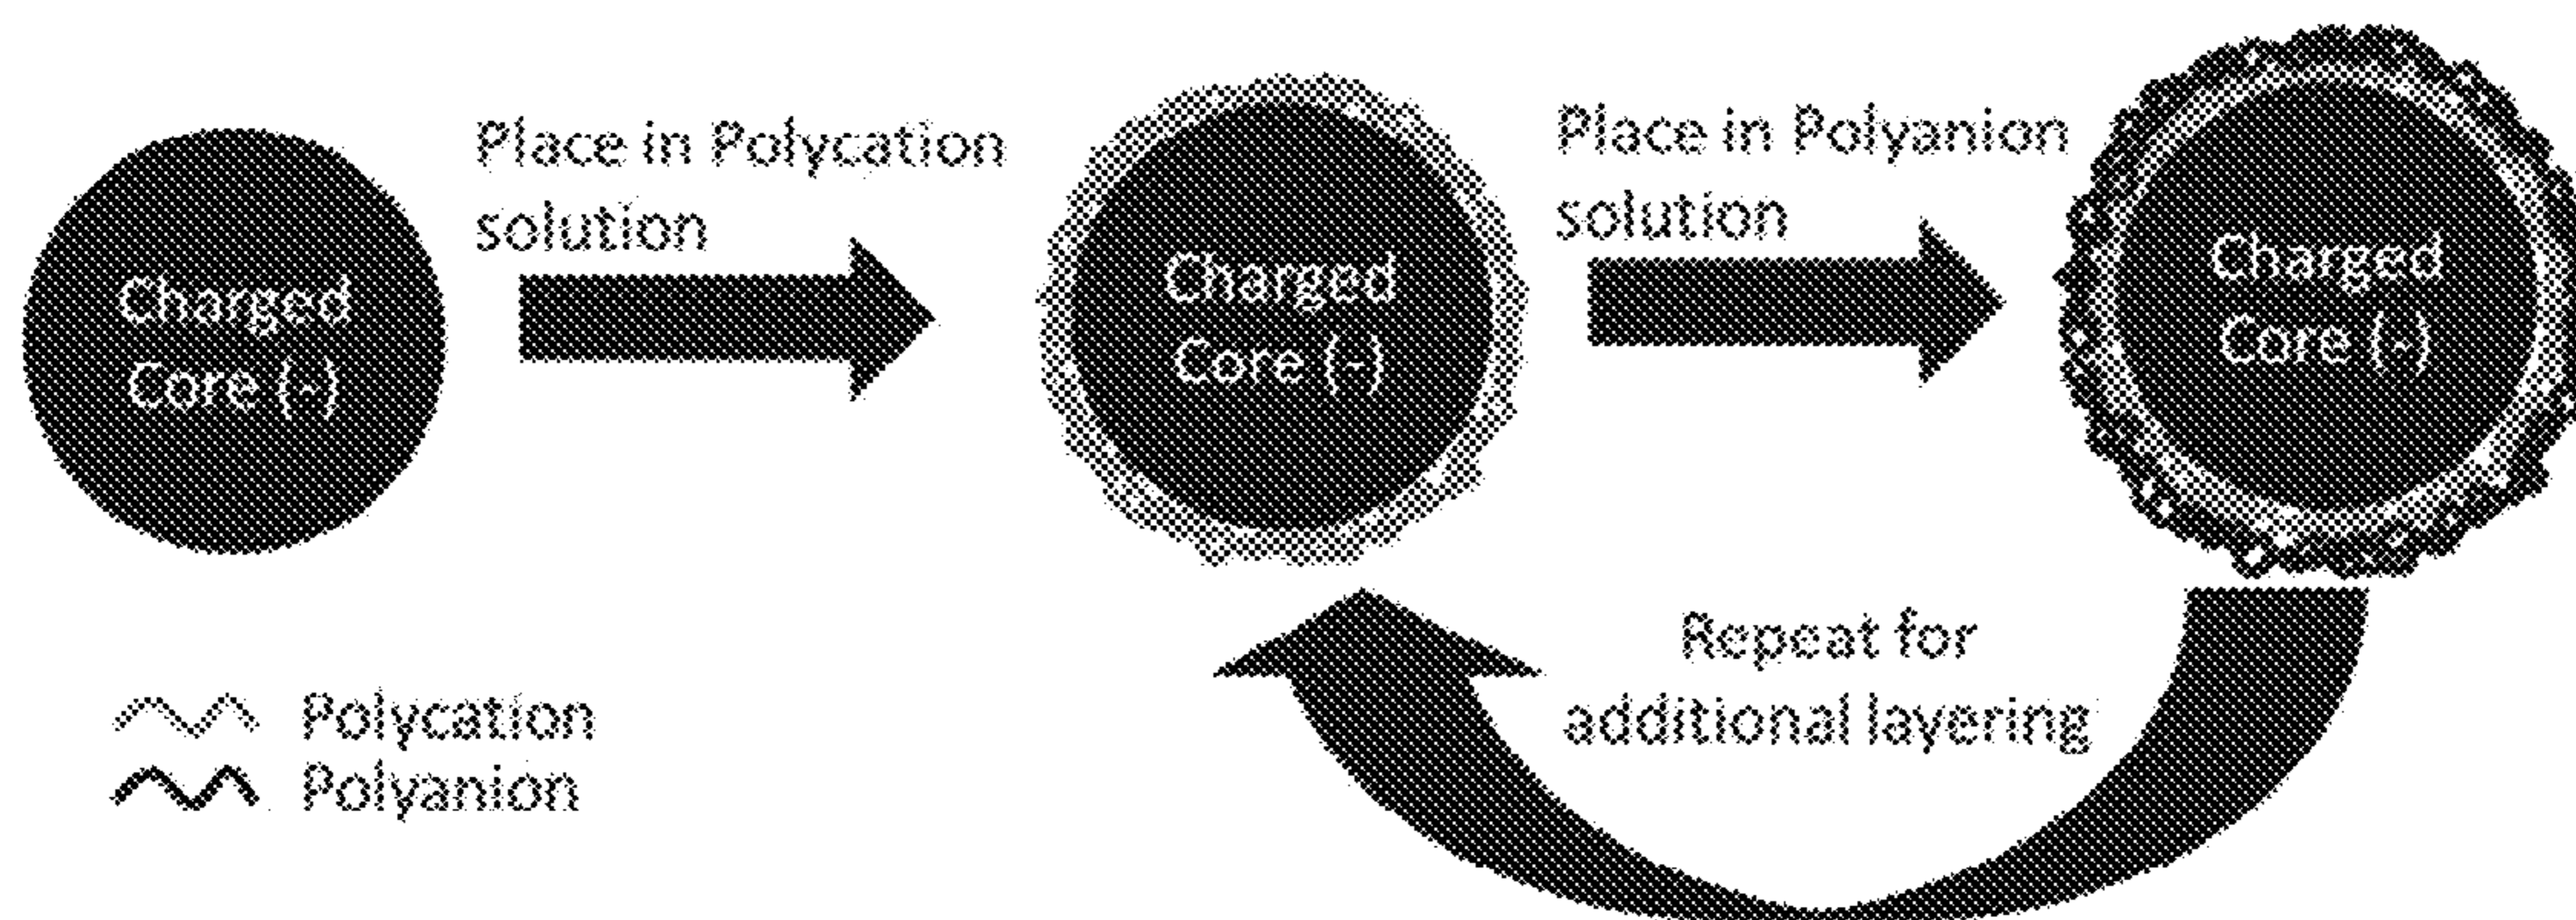 Place in Polycation
solution
Place in Polyanion
solution
Charged
Core (-)
Charged
Core (-)
Charged
Core (-)
Repeat for
additional layering
Polycation
Polyanion